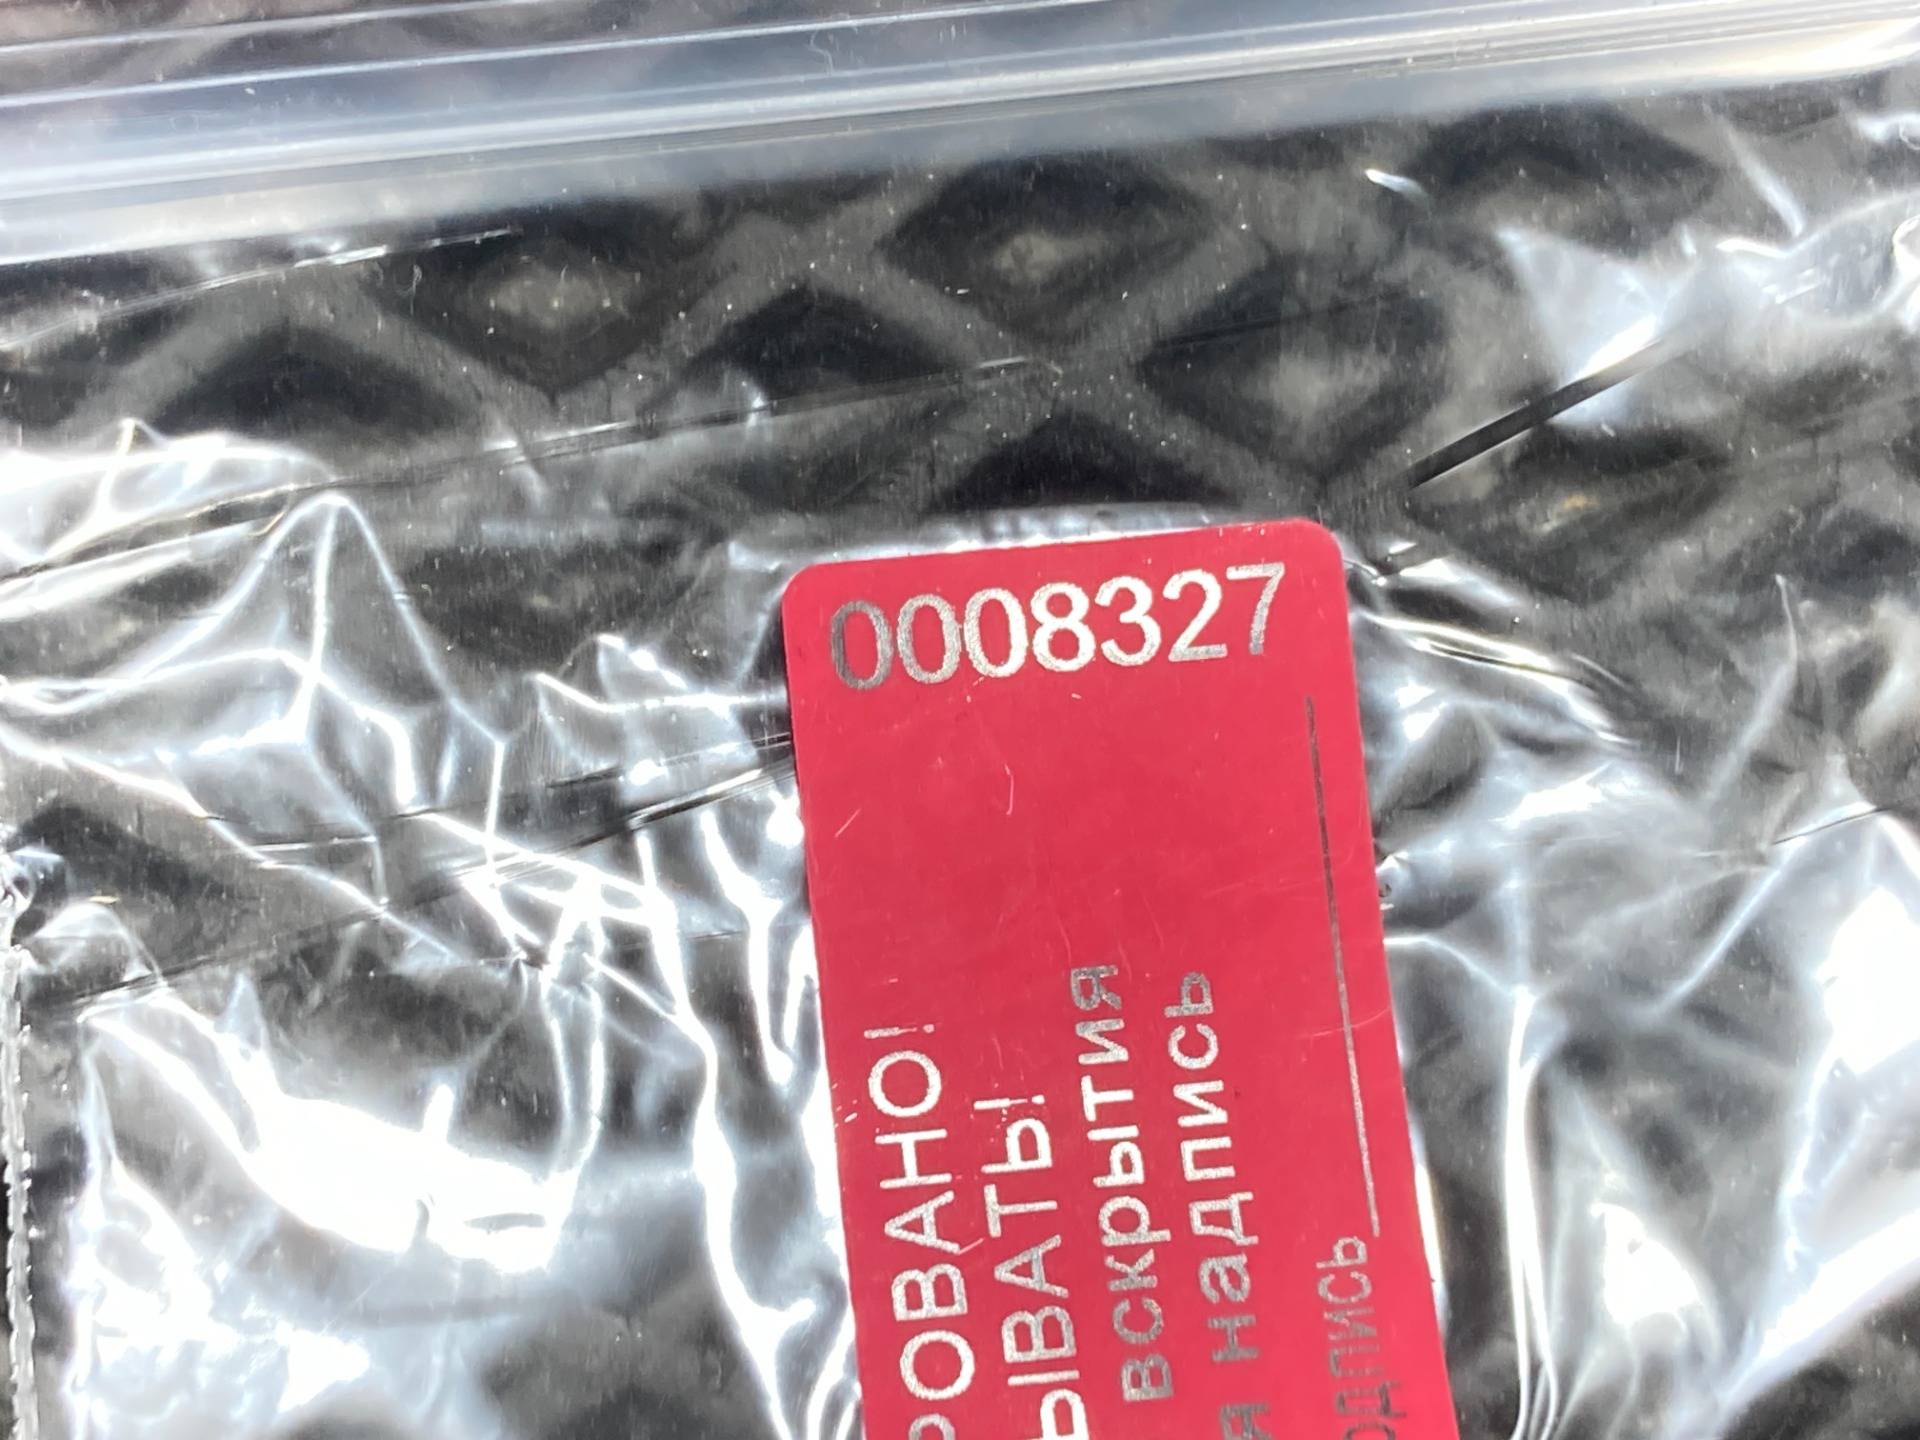 0008327
РОВАНО!
ЫВАТЬ!
ВСКРЫТИЯ
Я НАДПИСЬ
ОДПИСЬ